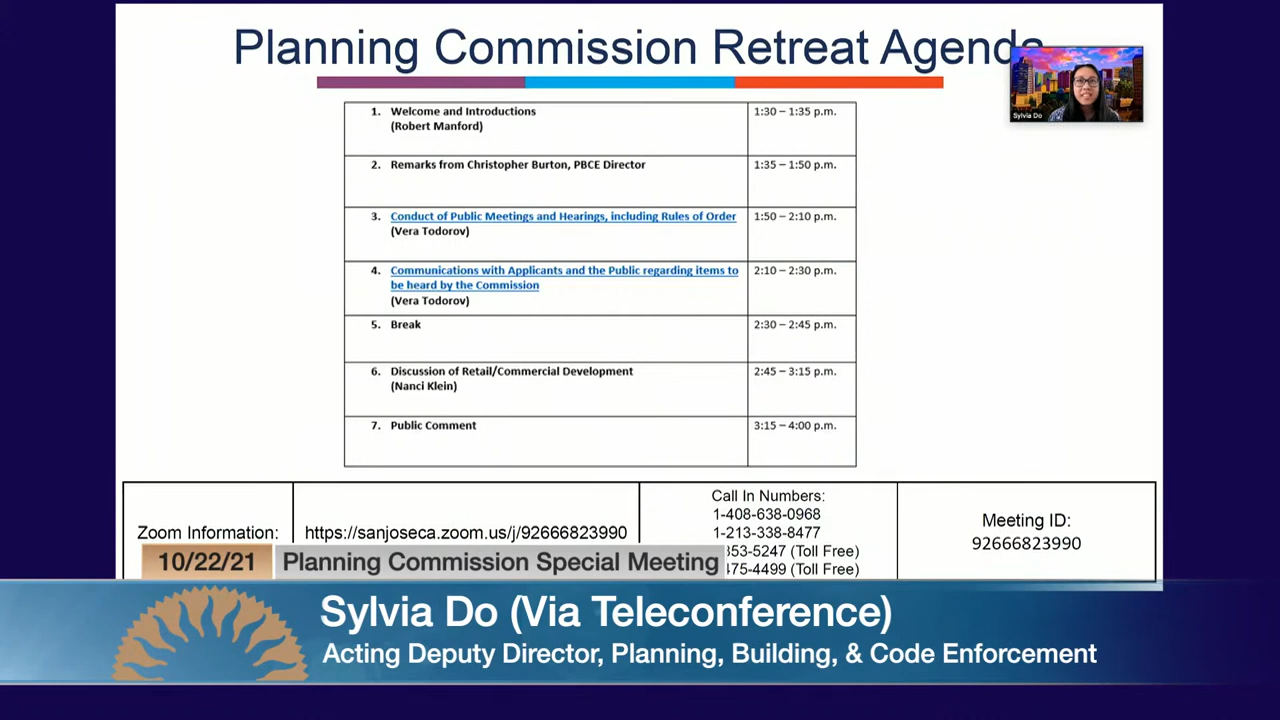 Planning Commission Retreat Agenda
Sylvia Do
1. Welcome and Introductions 1:30 – 1:35 p.m.
(Robert Manford)
2. Remarks from Christopher Burton, PBCE Director 1:35 – 1:50 p.m.
3. Conduct of Public Meetings and Hearings, including Rules of Order 1:50 – 2:10 p.m.
(Vera Todorov)
4. Communications with Applicants and the Public regarding items to 2:10 – 2:30 p.m.
be heard by the Commission
(Vera Todorov)
5. Break 2:30 – 2:45 p.m.
6. Discussion of Retail/Commercial Development 2:45 – 3:15 p.m.
(Nanci Klein)
7. Public Comment 3:15 – 4:00 p.m.
Zoom Information:
https://sanjoseca.zoom.us/j/92666823990
Call In Numbers:
1-408-638-0968
1-213-338-8477
853-5247 (Toll Free)
475-4499 (Toll Free)
Meeting ID:
92666823990
10/22/21 Planning Commission Special Meeting
Sylvia Do (Via Teleconference)
Acting Deputy Director, Planning, Building, & Code Enforcement